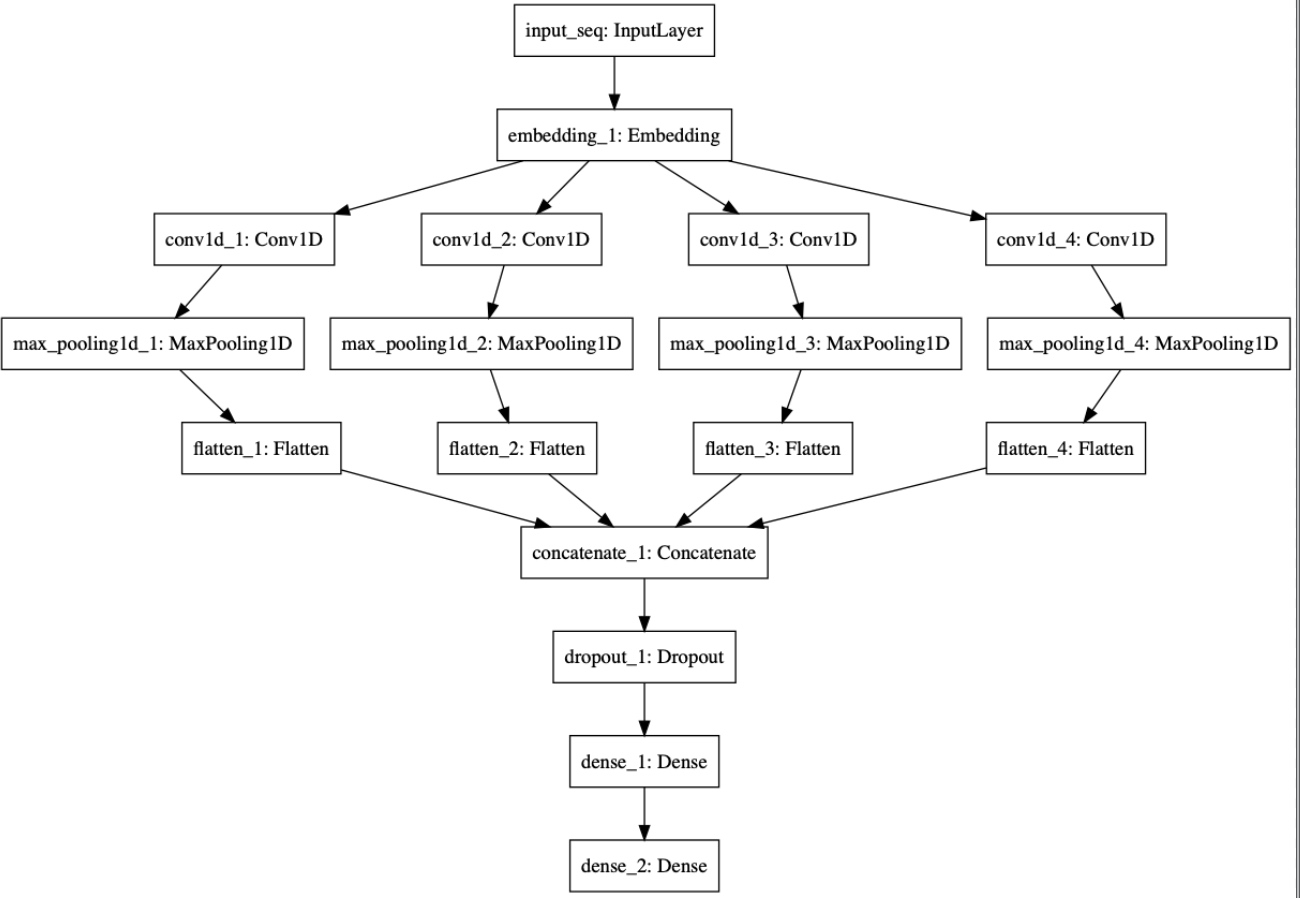 input_seq: InputLayer
embedding_1: Embedding
conv1d_1: Conv1D
conv1d_2: Conv1D
conv1d_3: Conv1D
conv1d_4: Conv1D
max_pooling1d_1: MaxPooling1D
max_pooling1d_2: MaxPooling1D
max_pooling1d_3: MaxPooling1D
max_pooling1d_4: MaxPooling1D
flatten_1: Flatten
flatten_2: Flatten
flatten_3: Flatten
flatten_4: Flatten
concatenate_1: Concatenate
dropout_1: Dropout
dense_1: Dense
dense_2: Dense